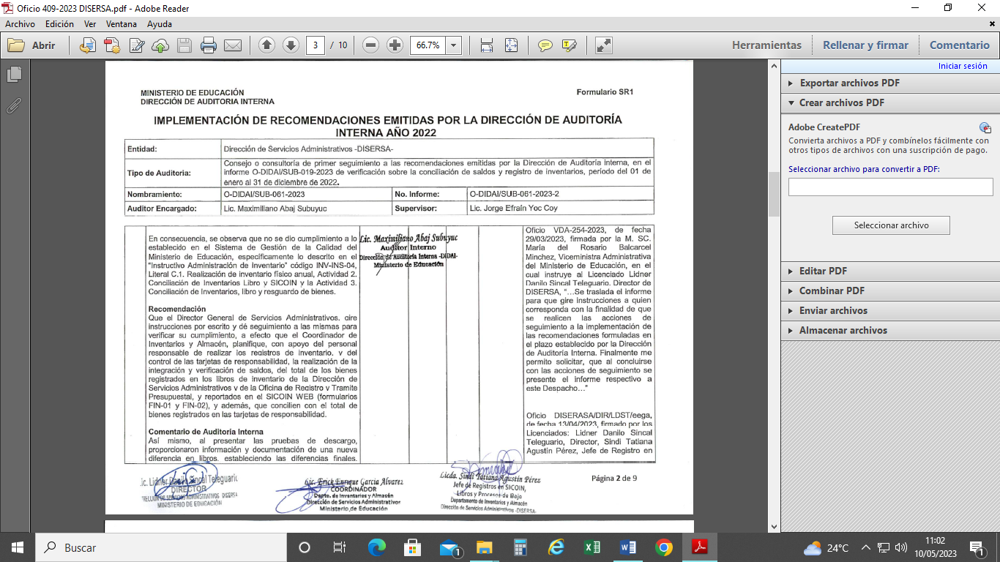 Oficio 409-2023 DISERSA.pdf - Adobe Reader
Archivo Edición Ver Ventana Ayuda
Abrir 3 / 10 66.7% Herramientas Rellenar y firmar Comentario
Iniciar sesión
Exportar archivos PDF
Crear archivos PDF
Adobe CreatePDF
Convierta archivos a PDF y combínelos fácilmente con
otros tipos de archivos con una suscripción de pago.
Seleccionar archivo para convertir a PDF:
Seleccionar archivo
Editar PDF
Combinar PDF
Enviar archivos
Almacenar archivos
MINISTERIO DE EDUCACIÓN
DIRECCIÓN DE AUDITORIA INTERNA
Formulario SR1
IMPLEMENTACIÓN DE RECOMENDACIONES EMITIDAS POR LA DIRECCIÓN DE AUDITORÍA
INTERNA AÑO 2022
Entidad: Dirección de Servicios Administrativos -DISERSA-
Tipo de Auditoria:
Consejo o consultoría de primer seguimiento a las recomendaciones emitidas por la Dirección de Auditoría interna, en el
informe O-DIDAI/SUB-019-2023 de verificación sobre la conciliación de saldos y registro de inventarios, periodo del 01 de
enero al 31 de diciembre de 2022.
Nombramiento: O-DIDAI/SUB-061-2023 No. Informe: O-DIDAI/SUB-061-2023-2
Auditor Encargado: Lic. Maximiliano Abaj Subuyuc Supervisor: Lic. Jorge Efraín Yoc Coy
En consecuencia, se observa que no se dio cumplimiento a lo
establecido en el Sistema de Gestión de la Calidad del
Ministerio de Educación, específicamente lo descrito en el
"Instructivo Administración de Inventario" código INV-INS-04,
Literal C.1. Realización de inventario físico anual, Actividad 2.
Conciliación de Inventarios Libro y SICOIN y la Actividad 3.
Conciliación de Inventarios, libro y resguardo de bienes.
Recomendación
Que el Director General de Servicios Administrativos, gire
instrucciones por escrito y dé seguimiento a las mismas para
verificar su cumplimiento, a efecto que el Coordinador de
Inventarios y Almacén, planifique, con apoyo del personal
responsable de realizar los registros de inventario, y del
control de las tarjetas de responsabilidad, la realización de la
integración y verificación de saldos, del total de los bienes
registrados en los libros de inventario de la Dirección de
Servicios Administrativos y de la Oficina de Registro y Tramite
Presupuestal, y reportados en el SICOIN WEB (formularios
FIN-01 y FIN-02), y además, que concilien con el total de
bienes registrados en las tarjetas de responsabilidad.
Comentario de Auditoría Interna
Así mismo, al presentar las pruebas de descargo,
proporcionaron información y documentación de una nueva
diferencia en libros, estableciendo las diferencias finales.
Lic. Maximiliano Abaj Subuyuc
Auditor Interno
Dirección de Auditoria Interna -DIDAI-
Ministerio de Educación
Oficio VDA-254-2023, de fecha
29/03/2023, firmada por la M. SC.
María del Rosario Balcarcel
Minchez, Viceministra Administrativa
del Ministerio de Educación, en el
cual instruye al Licenciado Lidner
Danilo Sincal Teleguario, Director de
DISERSA, "…Se traslada el informe
para que gire instrucciones a quien
corresponda con la finalidad de que
se realicen las acciones de
seguimiento a la implementación de
las recomendaciones formuladas en
el plazo establecido por la Dirección
de Auditoría Interna. Finalmente me
permito solicitar, que al concluirse
con las acciones de seguimiento se
presente el informe respectivo a
este Despacho…"
Oficio DISERASA/DIR/LDST/eega,
de fecha 13/04/2023, firmado por los
Licenciados: Lidner Danilo Sincal
Teleguario, Director, Sindi Tatiana
Agustin Pérez, Jefe de Registro en
Lidner Danilo Sincal Teleguario
DIRECTOR
DIRECCION DE SERVICIOS ADMINISTRATIVOS DISERSA
MINISTERIO DE EDUCACIÓN
Lic. Erick Enrique Garcia Alvarez
COORDINADOR
Depto. de Inventarios y Almacén
Dirección de Servicios Administrativos
Ministerio de Educación
Licda. Sindi Tatiana Agustín Pérez
Jefe de Registros en SICOIN,
Libros y Procesos de Baja
Departamento de Inventarios y Almacén
Dirección de Servicios Administrativos -DISERSA-
Página 2 de 9
Buscar
24°C
11:02
10/05/2023
1
1